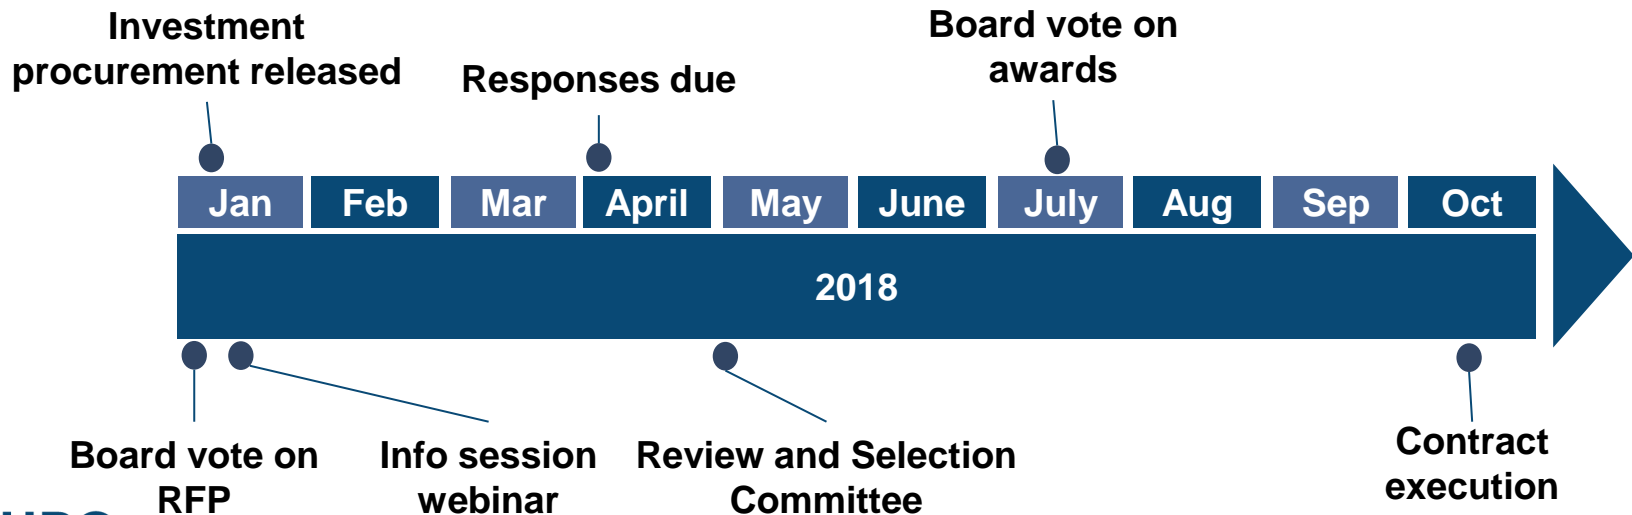 Investment
procurement released
Responses due
Board vote on
awards
Jan Feb Mar April May June July Aug Sep Oct
2018
Board vote on
RFP
Info session
webinar
Review and Selection
Committee
Contract
execution